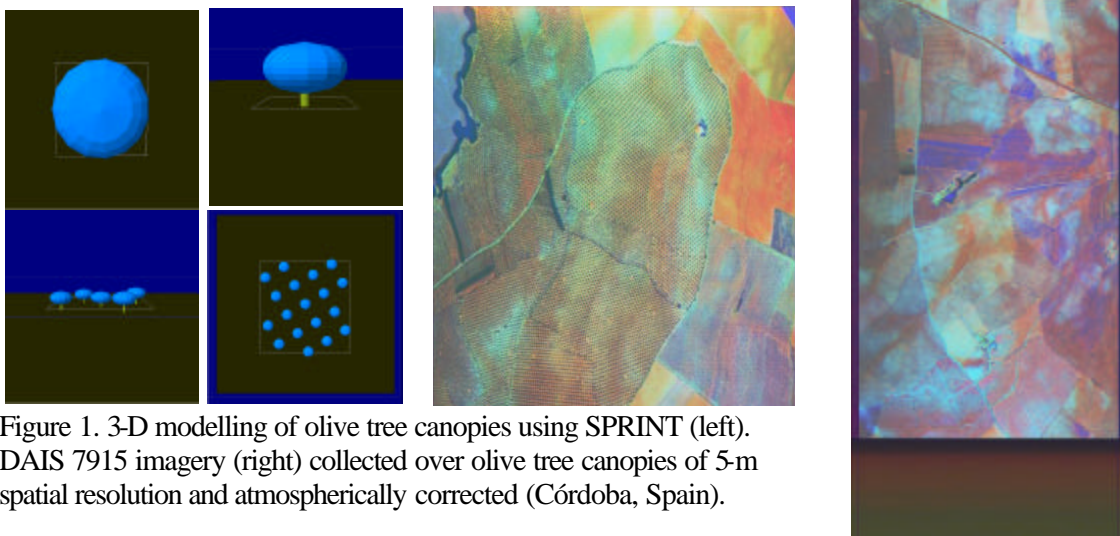 Figure 1. 3-D modelling of olive tree canopies using SPRINT (left).
DAIS 7915 imagery (right) collected over olive tree canopies of 5-m
spatial resolution and atmospherically corrected (Córdoba, Spain).